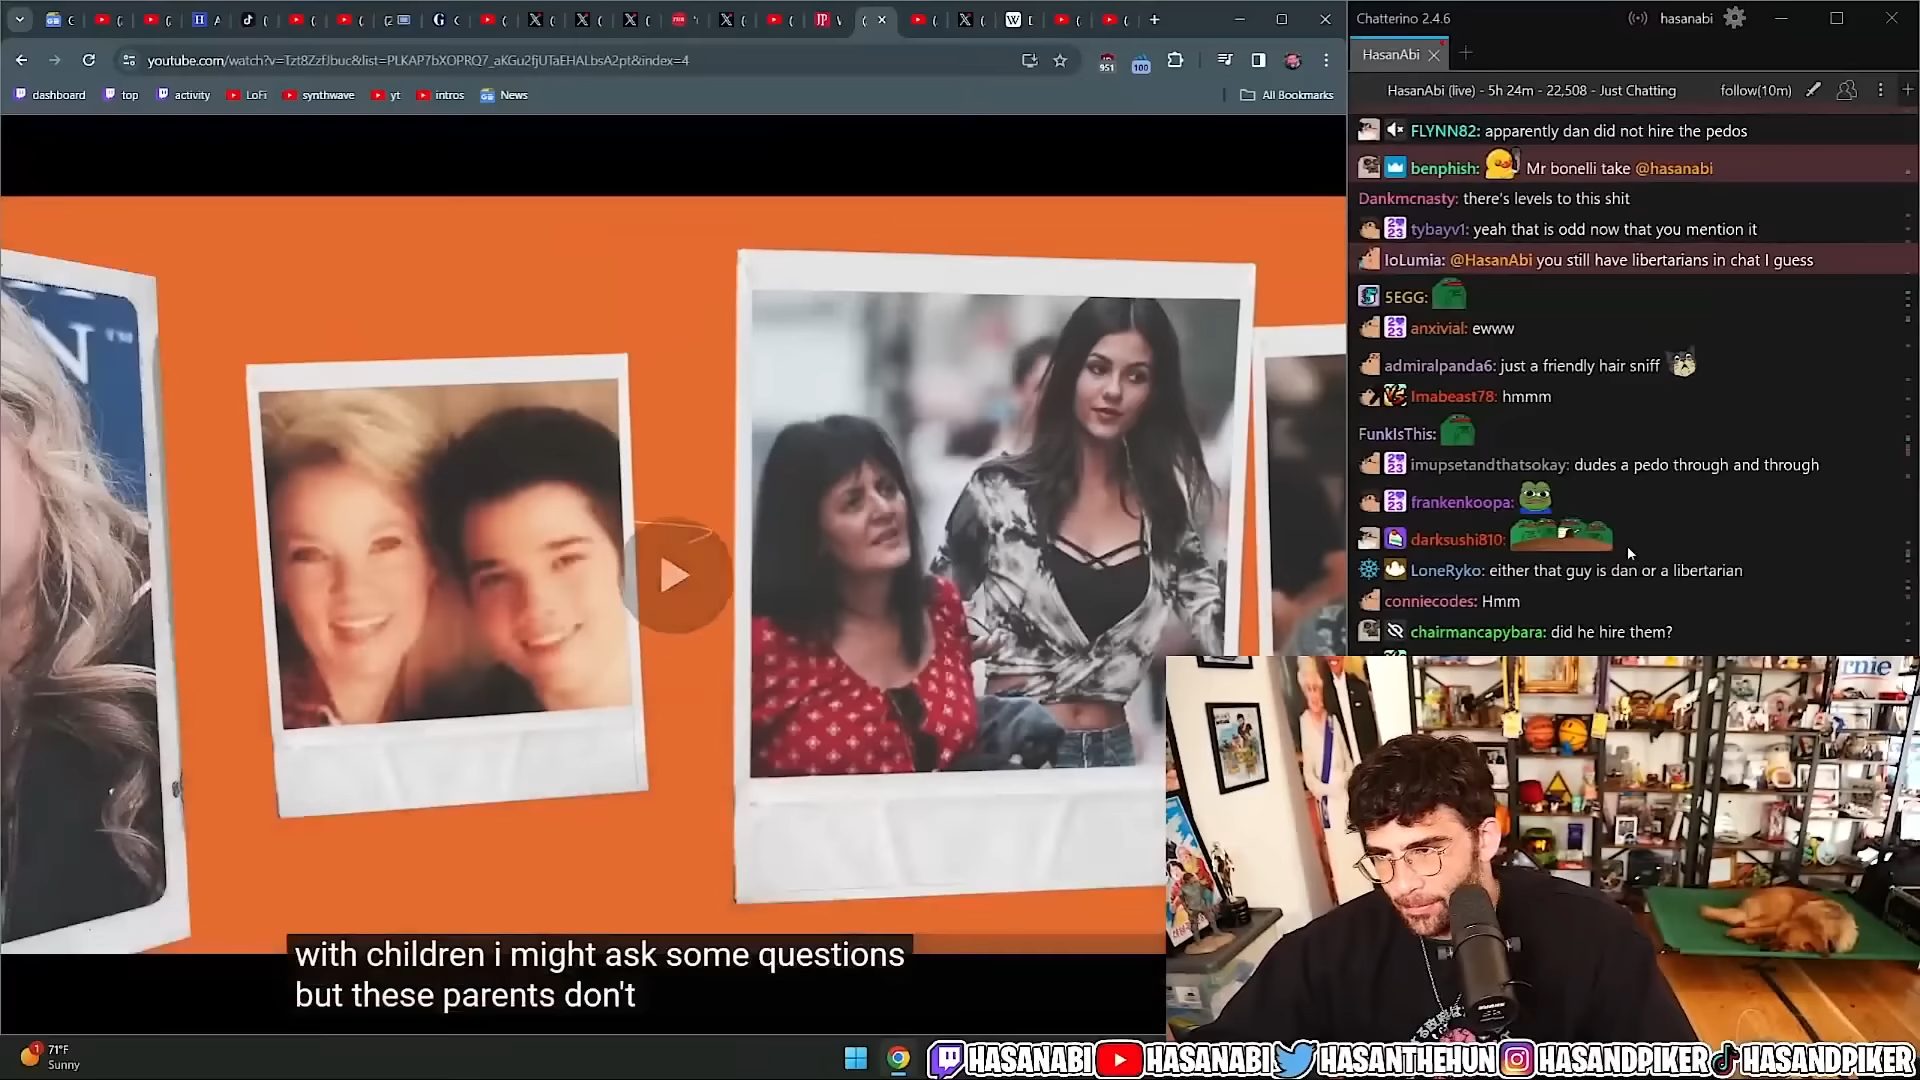 youtube.com/watch?v=Tzt8ZzfJbuc&list=PLKAP7bXOPRQ7_aKGu2fjUTaEHALbsA2pt&index=4
951
100
dashboard
top
activity
LoFi
synthwave
yt
intros
News
All Bookmarks
Chatterino 2.4.6
hasanabi
HasanAbi
HasanAbi (live) - 5h 24m - 22,508 - Just Chatting
follow(10m)
FLYNN82: apparently dan did not hire the pedos
benphish: Mr bonelli take @hasanabi
Dankmcnasty: there's levels to this shit
tybayv1: yeah that is odd now that you mention it
loLumia: @HasanAbi you still have libertarians in chat I guess
5EGG:
anxivial: ewww
admiralpanda6: just a friendly hair sniff
Imabeast78: hmmm
FunkIsThis:
imupsetandthatsokay: dudes a pedo through and through
frankenkoopa:
darksushi810:
LoneRyko: either that guy is dan or a libertarian
conniecodes: Hmm
chairmancapybara: did he hire them?
with children i might ask some questions
but these parents don't
rnie
1
71°F
Sunny
HASANABI
HASANABI
HASANTHEHUN
HASANDPIKER
HASANDPIKER